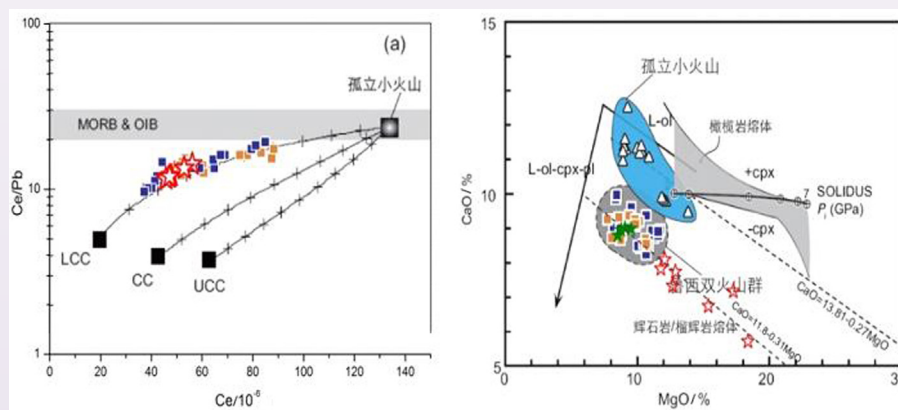 (a)
孤立小火山
MORB & OIB
LCC
CC
UCC
Ce/Pb
100
10
1
0
20
40
60
80
100
120
140
Ce/10⁻⁶
孤立小火山
L-ol
橄榄岩熔体
L-ol-cpx-pl
+cpx
7
SOLIDUS
(GPa)
-cpx
西双火山群
辉石岩/榴辉岩熔体
CaO=13.81-0.27MgO
CaO=11.8-0.31MgO
CaO/%
15
10
5
0
10
20
MgO/%